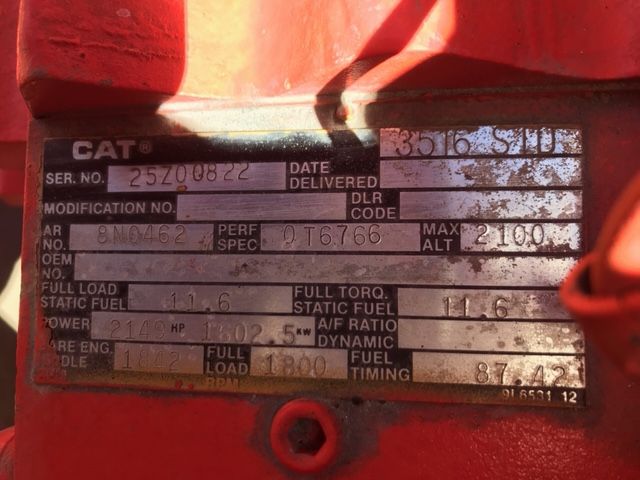 CAT® 3516 STD
SER. NO. 25Z00822 DATE DELIVERED
MODIFICATION NO. DLR CODE
AR NO. 8N0462 PERF SPEC 0T6766 MAX ALT 2100
OEM NO.
FULL LOAD STATIC FUEL 11.6 FULL TORQ. STATIC FUEL 11.6
POWER 2149 HP 1602.5 KW A/F RATIO DYNAMIC
BARE ENG. IDLE 1842 FULL LOAD RPM 1800 FUEL TIMING 87.42
9L6531 12